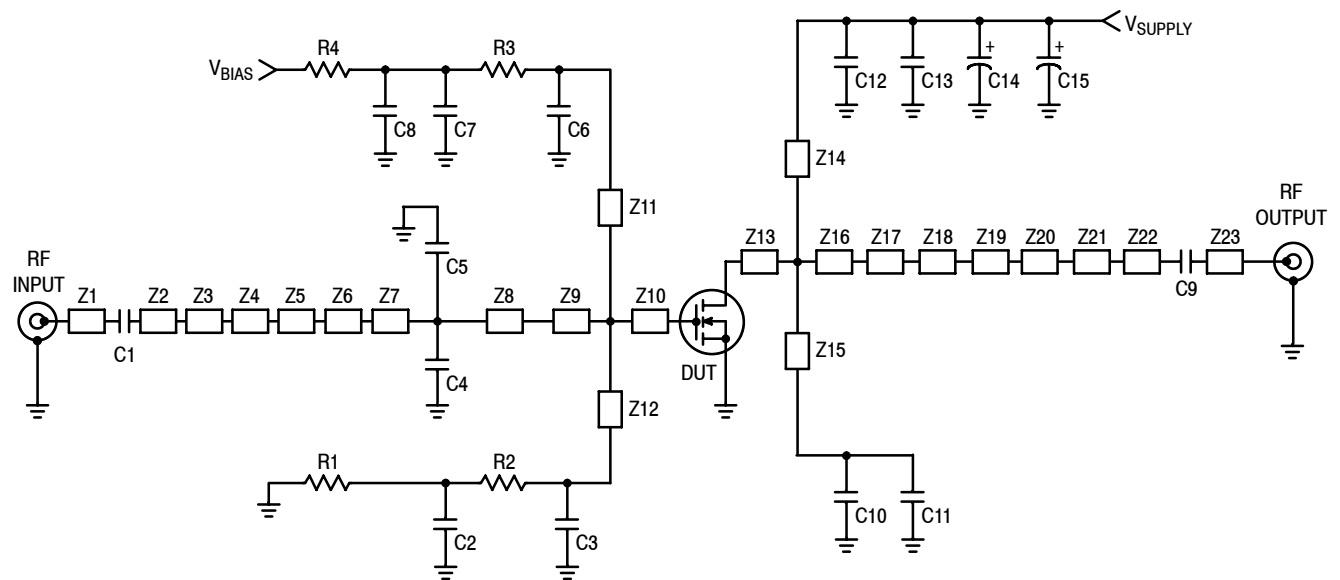 VBIAS
R4
R3
C8
C7
C6
Z11
VSUPPLY
C12
C13
+
C14
+
C15
Z14
RF
INPUT
Z1
C1
Z2
Z3
Z4
Z5
Z6
Z7
C5
C4
Z8
Z9
Z10
DUT
Z12
R1
R2
C2
C3
Z13
Z16
Z17
Z18
Z19
Z20
Z21
Z22
C9
Z23
RF
OUTPUT
Z15
C10
C11